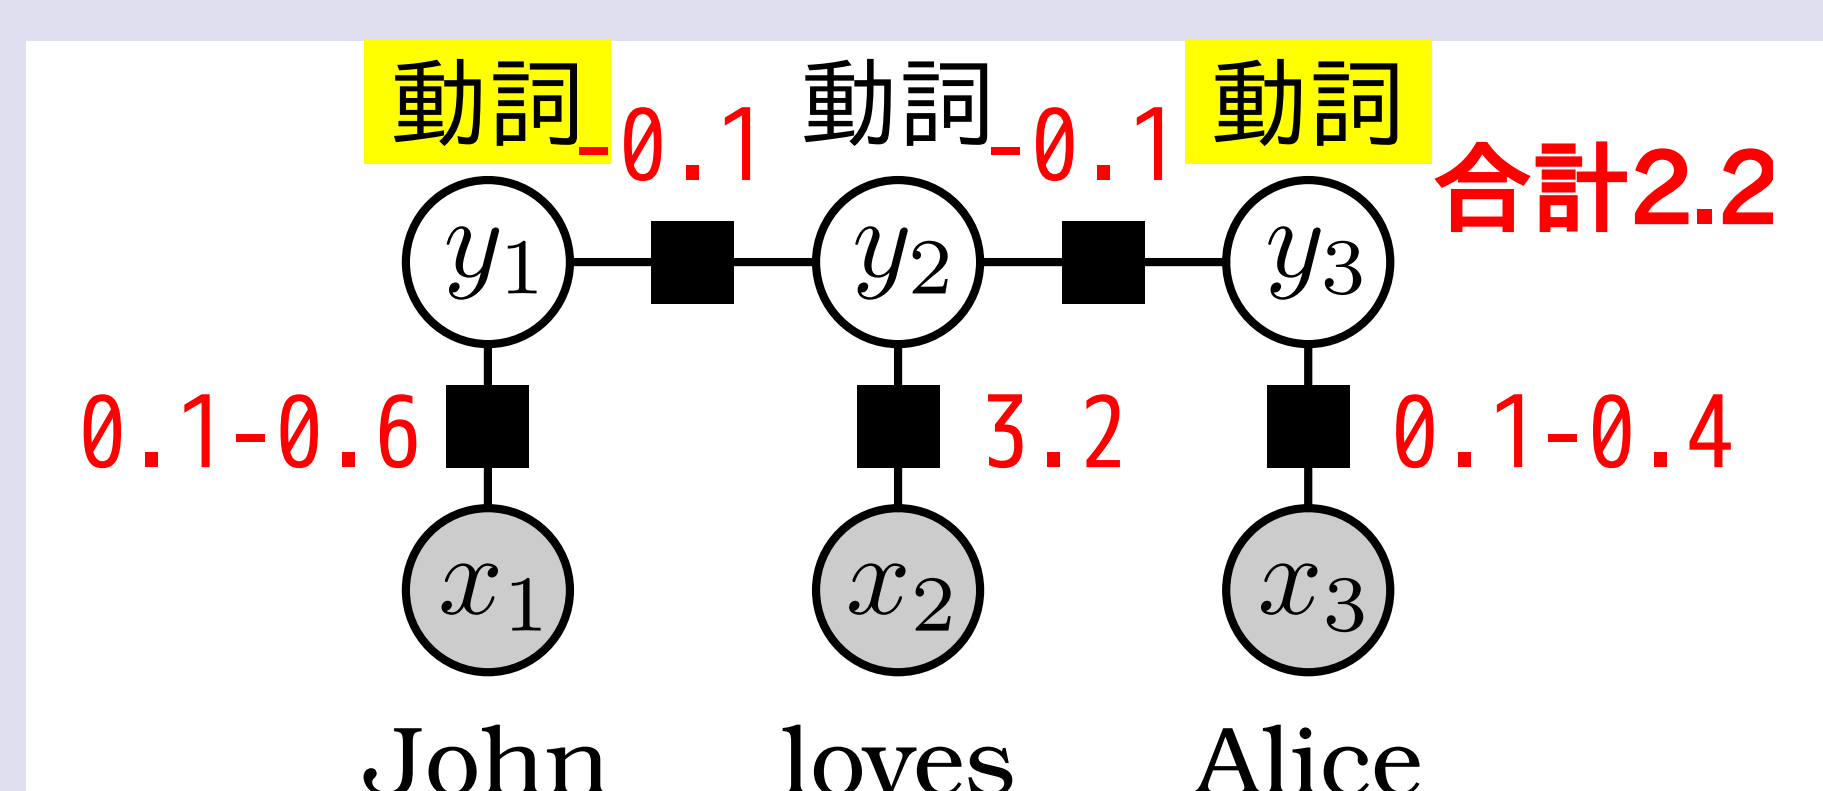 動詞 動詞 動詞
-0.1 -0.1
合計2.2
y1 y2 y3
0.1-0.6 3.2 0.1-0.4
x1 x2 x3
John loves Alice